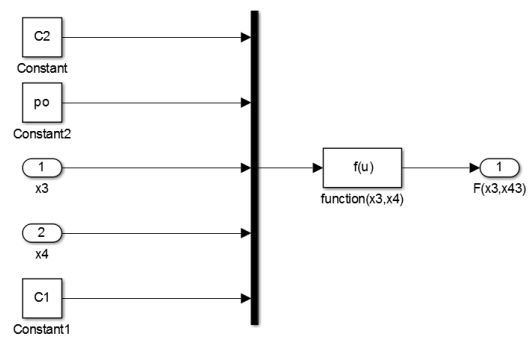 C2
Constant
po
Constant2
1
x3
2
x4
C1
Constant1
f(u)
function(x3,x4)
1
F(x3,x43)